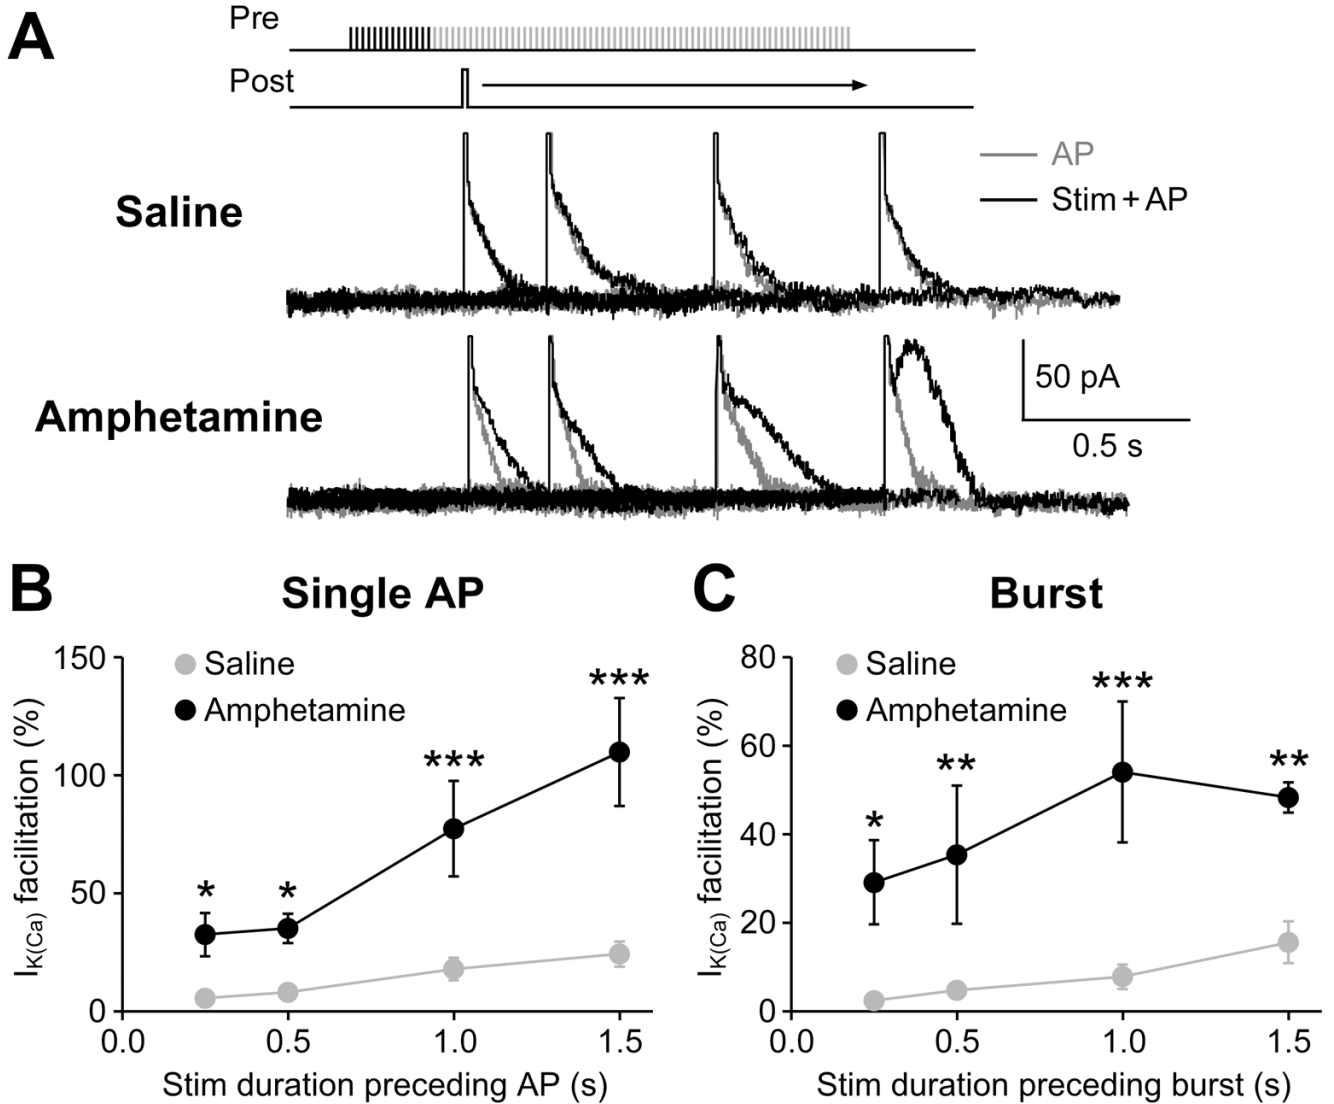 A
Pre
Post
AP
Stim + AP
Saline
Amphetamine
50 pA
0.5 s
B
Single AP
Saline
Amphetamine
150
100
50
0
* * *** ***
0.0 0.5 1.0 1.5
I_K(Ca) facilitation (%)
Stim duration preceding AP (s)
C
Burst
Saline
Amphetamine
80
60
40
20
0
* ** *** **
0.0 0.5 1.0 1.5
I_K(Ca) facilitation (%)
Stim duration preceding burst (s)